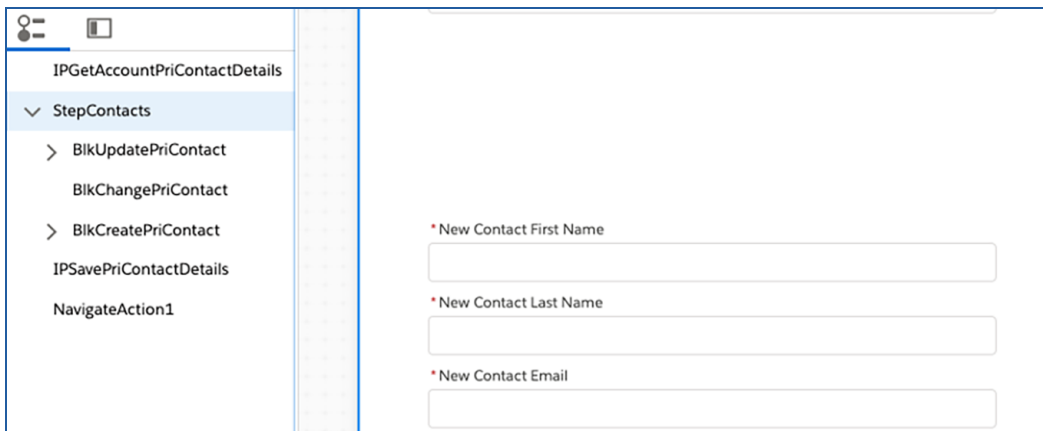 IPGetAccountPriContactDetails
StepContacts
BlkUpdatePriContact
BlkChangePriContact
BlkCreatePriContact
IPSavePriContactDetails
NavigateAction1
*New Contact First Name
*New Contact Last Name
*New Contact Email